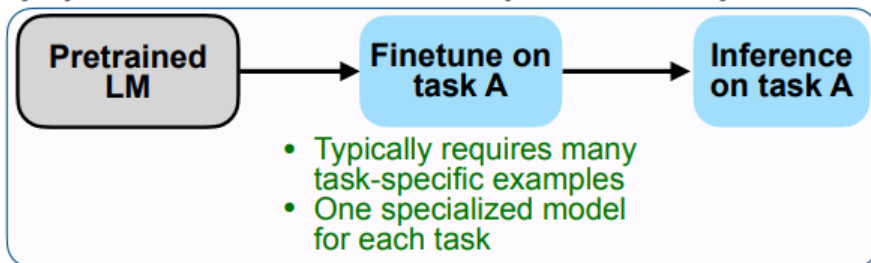 Pretrained
LM
Finetune on
task A
Inference
on task A
• Typically requires many
task-specific examples
• One specialized model
for each task